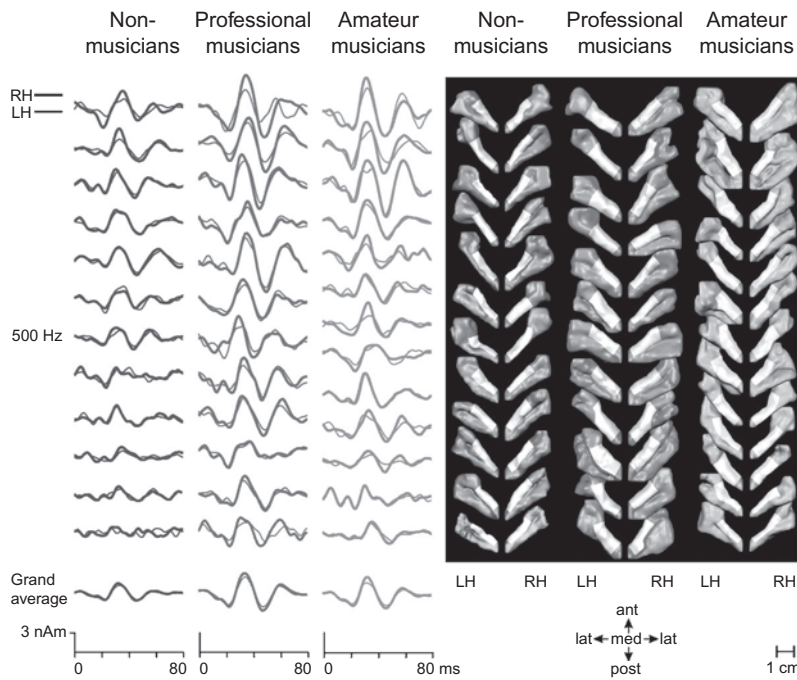 Non-
musicians
Professional
musicians
Amateur
musicians
Non-
musicians
Professional
musicians
Amateur
musicians
RH
LH
500 Hz
Grand
average
3 nAm
0 80
0 80
0 80 ms
LH RH LH RH LH RH
ant
lat med lat
post
1 cm